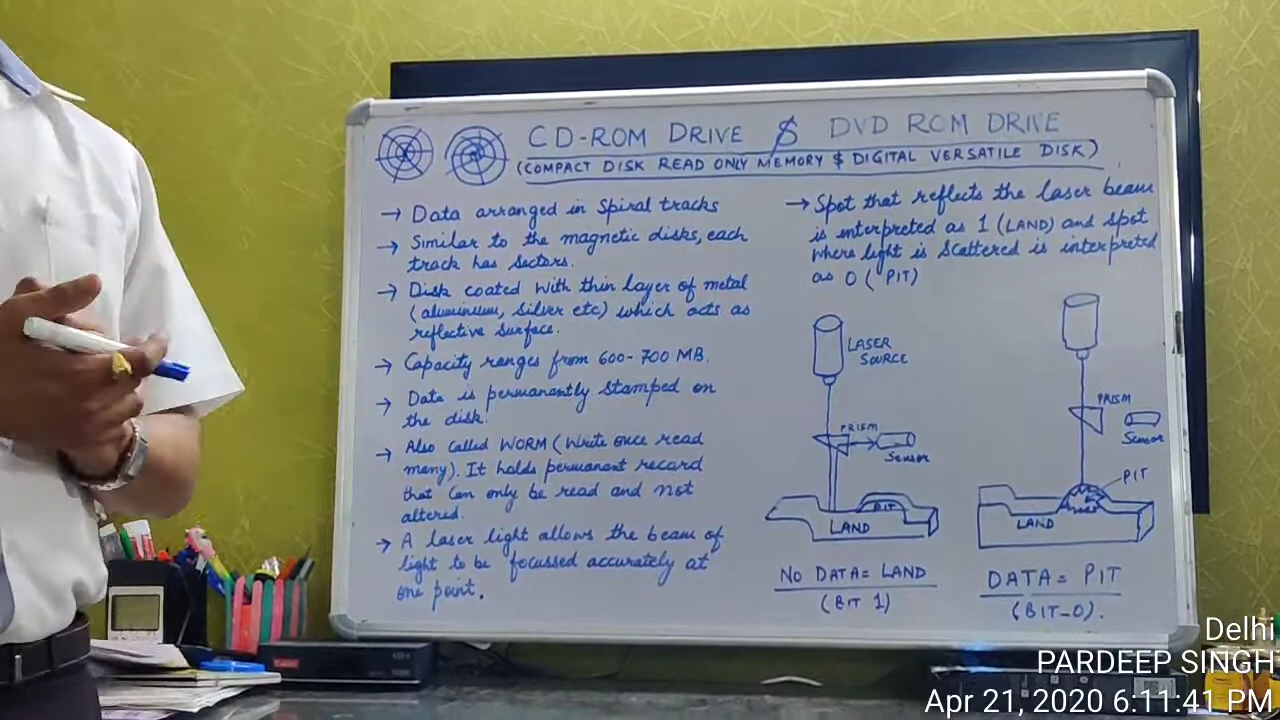 CD-ROM DRIVE $ DVD ROM DRIVE
(COMPACT DISK READ ONLY MEMORY $ DIGITAL VERSATILE DISK)
→ Data arranged in Spiral tracks
→ Similar to the magnetic disks, each
track has sectors.
→ Disk coated with thin layer of metal
(aluminium, silver etc) which acts as
reflective surface.
→ Capacity ranges from 600-700 MB.
→ Data is permanantly stamped on
the disk.
→ Also called WORM (Write once read
many). It holds permanent record
that can only be read and not
altered.
→ A laser light allows the beam of
light to be focussed accurately at
one point.
→ Spot that reflects the laser beam
is interpreted as 1 (LAND) and spot
where light is scattered is interpreted
as 0 (PIT)
LASER
SOURCE
PRISM
Sensor
PIT
LAND
NO DATA = LAND
(BIT 1)
PRISM
Sensor
PIT
LAND
DATA = PIT
(BIT-0).
Delhi
PARDEEP SINGH
Apr 21, 2020 6:11:41 PM